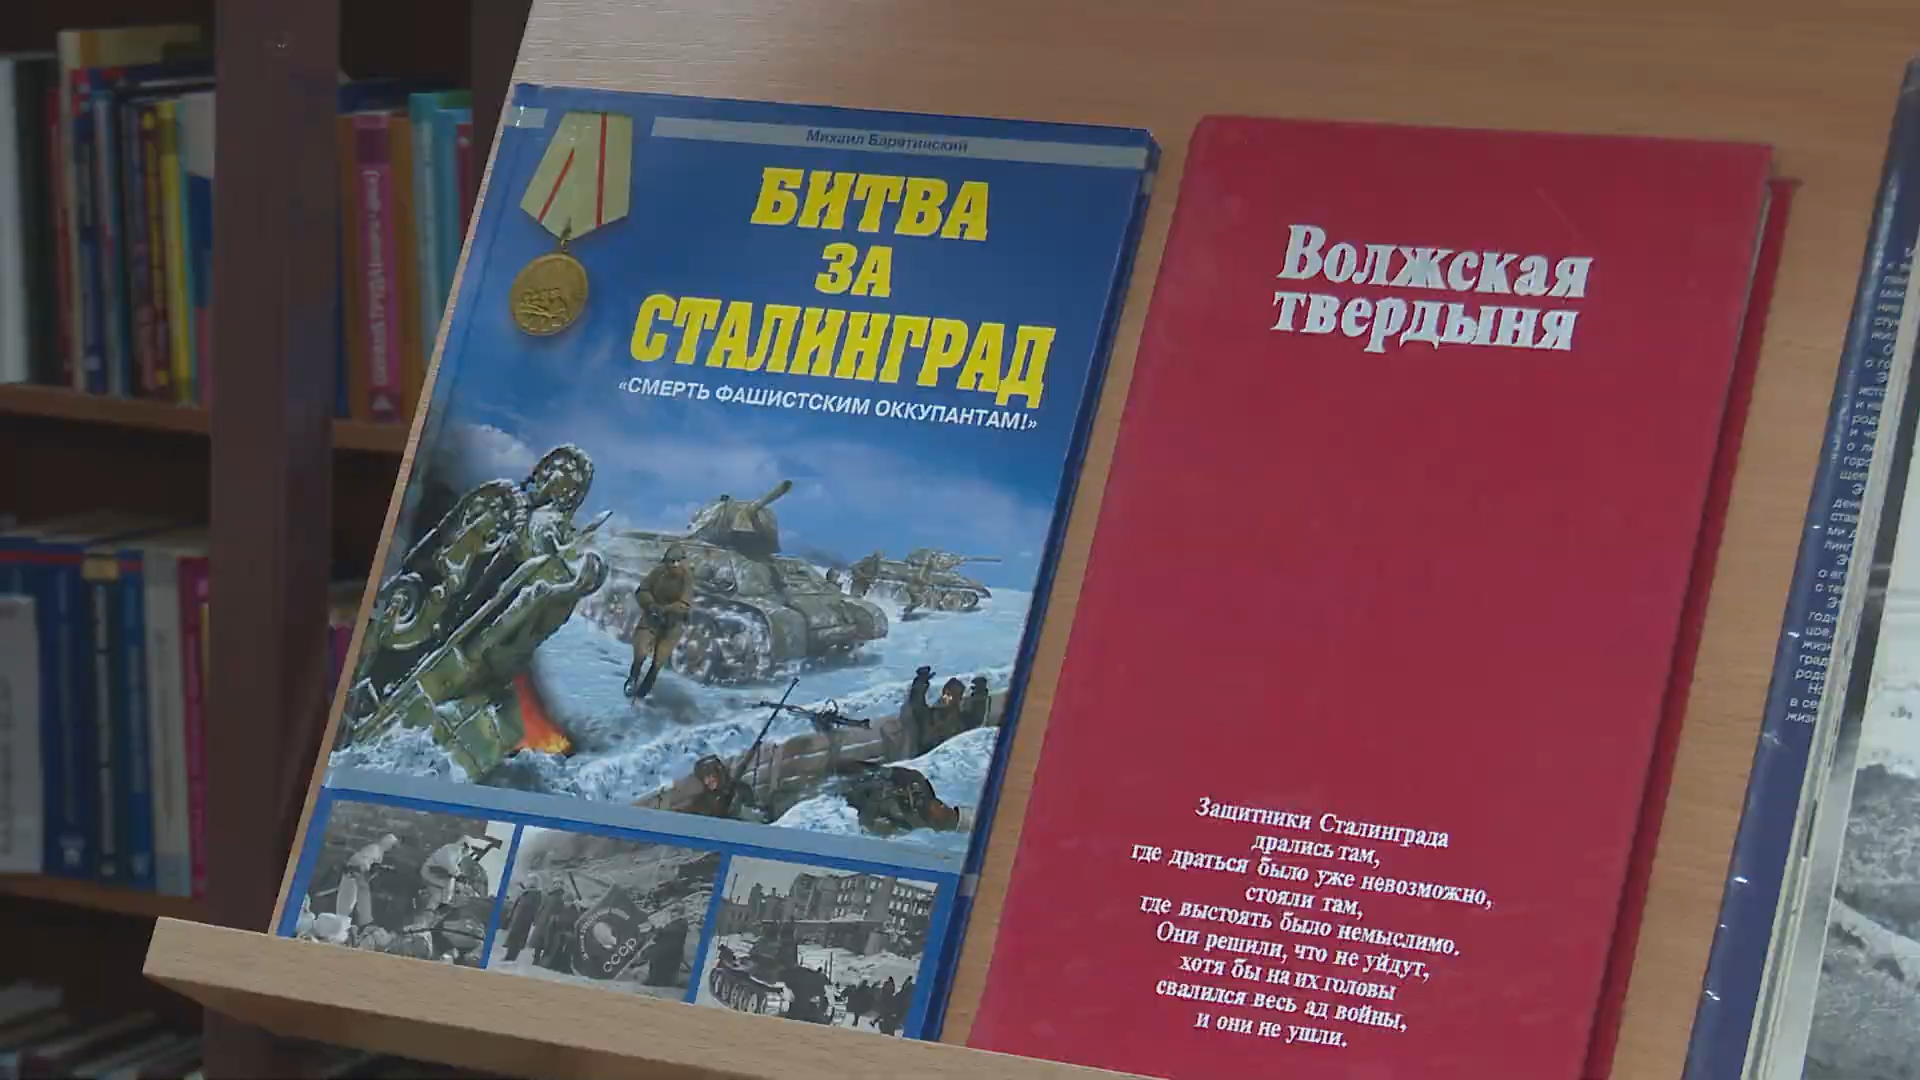 Михаил Барятинский
БИТВА
ЗА
СТАЛИНГРАД
«СМЕРТЬ ФАШИСТСКИМ ОККУПАНТАМ!»
СССР
Волжская
твердыня
Защитники Сталинграда
дрались там,
где драться было уже невозможно,
стояли там,
где выстоять было немыслимо.
Они решили, что не уйдут,
хотя бы на их головы
свалился весь ад войны,
и они не ушли.